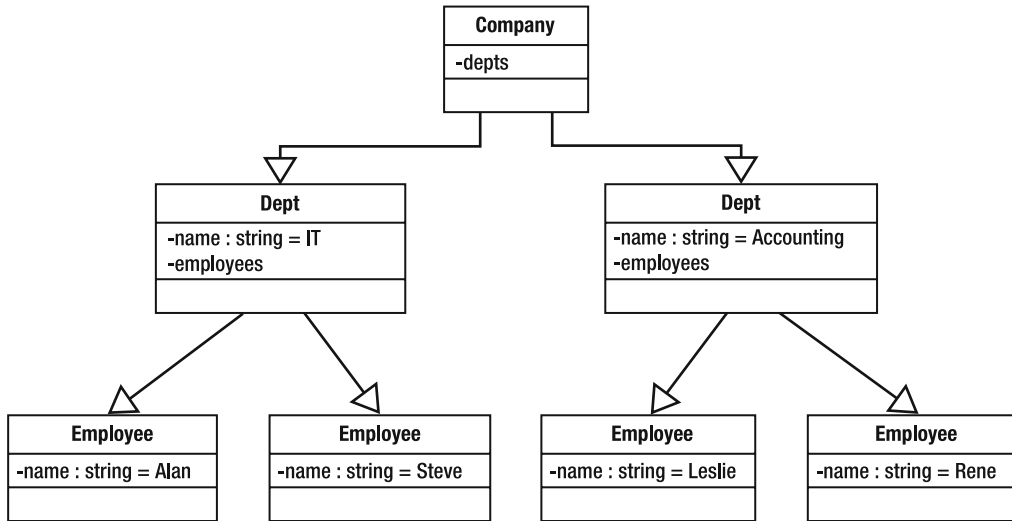 Company
-depts
Dept
-name : string = IT
-employees
Dept
-name : string = Accounting
-employees
Employee
-name : string = Alan
Employee
-name : string = Steve
Employee
-name : string = Leslie
Employee
-name : string = Rene